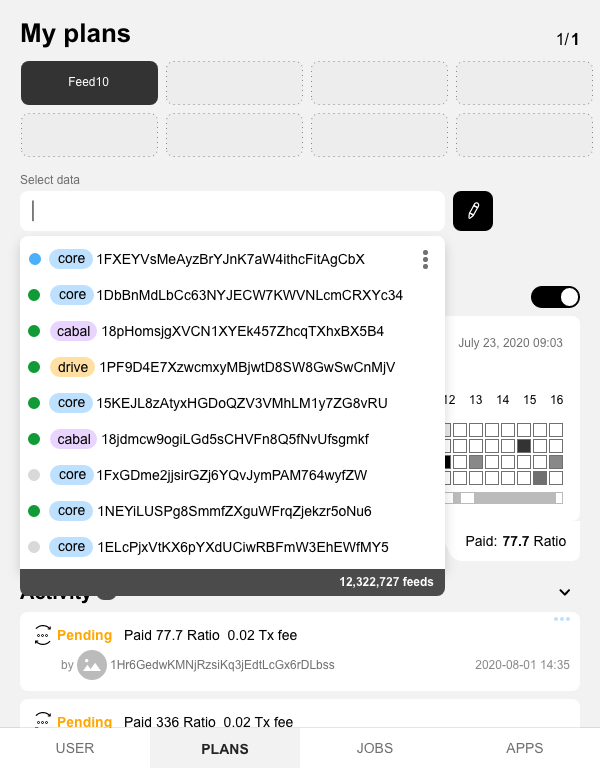 My plans
1/1
Feed10
Select data
core 1FXEYVsMeAyzBrYJnK7aW4ithcFitAgCbX
core 1DbBnMdLbCc63NYJECW7KWVNLcmCRXYc34
cabal 18pHomsjgXVCN1XYEk457ZhcqTXhxBX5B4
drive 1PF9D4E7XzwcmxyMBjwtD8SW8GwSwCnMjV
core 15KEJL8zAtyxHGDoQZV3VMhLM1y7ZG8vRU
cabal 18jdmcw9ogiLGd5sCHVFn8Q5fNvUfsgmkf
core 1FxGDme2jjsirGZj6YQvJymPAM764wyfZW
core 1NEYiLUSPg8SmmfZXguWFRqZjekzr5oNu6
core 1ELcPjxVtKX6pYXdUCiwRBFmW3EhEWfMY5
12,322,727 feeds
July 23, 2020 09:03
12 13 14 15 16
Paid: 77.7 Ratio
Activity
Pending Paid 77.7 Ratio 0.02 Tx fee
by 1Hr6GedwKMNjRzsiKq3jEdtLcGx6rDLbss 2020-08-01 14:35
Pending Paid 336 Ratio 0.02 Tx fee
USER PLANS JOBS APPS